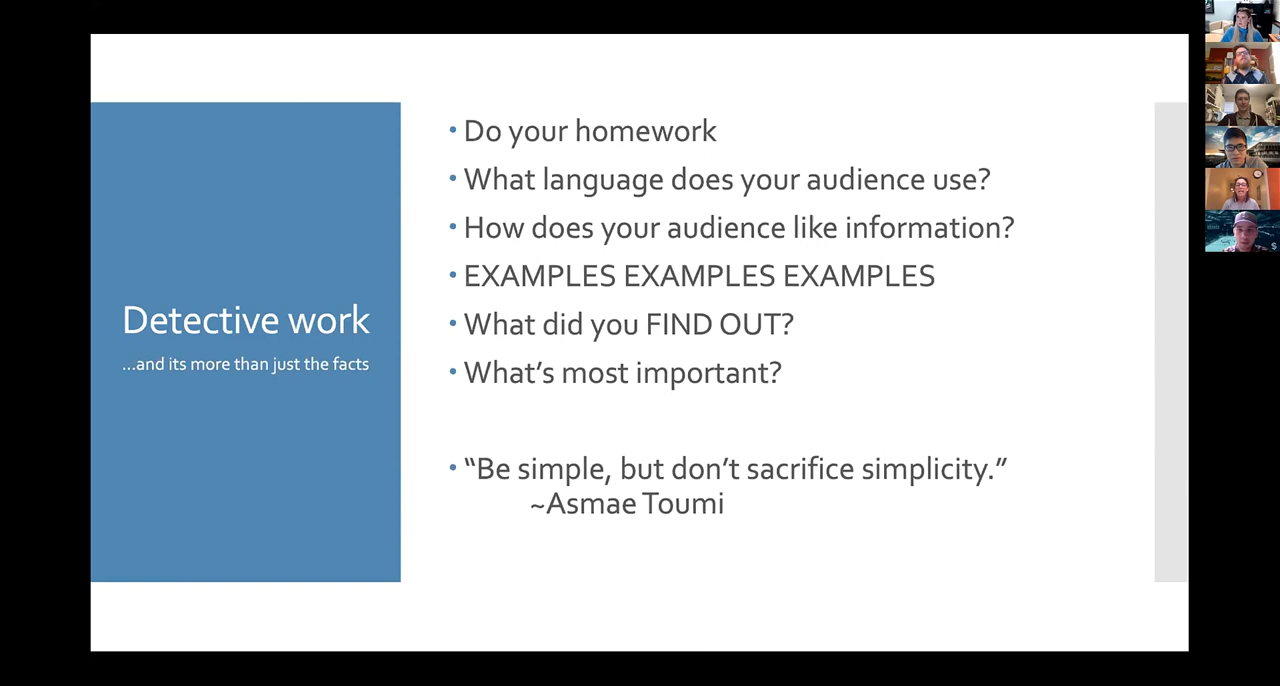 Detective work
...and its more than just the facts
• Do your homework
• What language does your audience use?
• How does your audience like information?
• EXAMPLES EXAMPLES EXAMPLES
• What did you FIND OUT?
• What’s most important?
• “Be simple, but don’t sacrifice simplicity.”
~Asmae Toumi